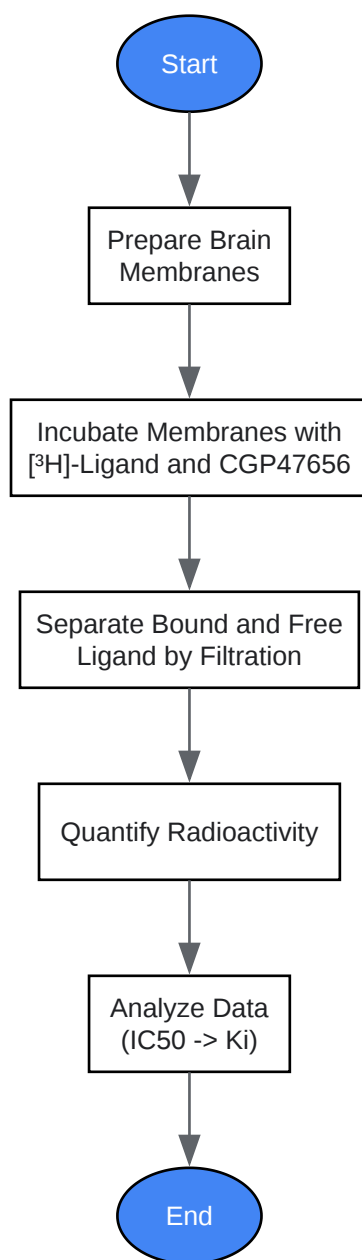 Start
Prepare Brain
Membranes
Incubate Membranes with
[³H]-Ligand and CGP47656
Separate Bound and Free
Ligand by Filtration
Quantify Radioactivity
Analyze Data
(IC50 -> Ki)
End